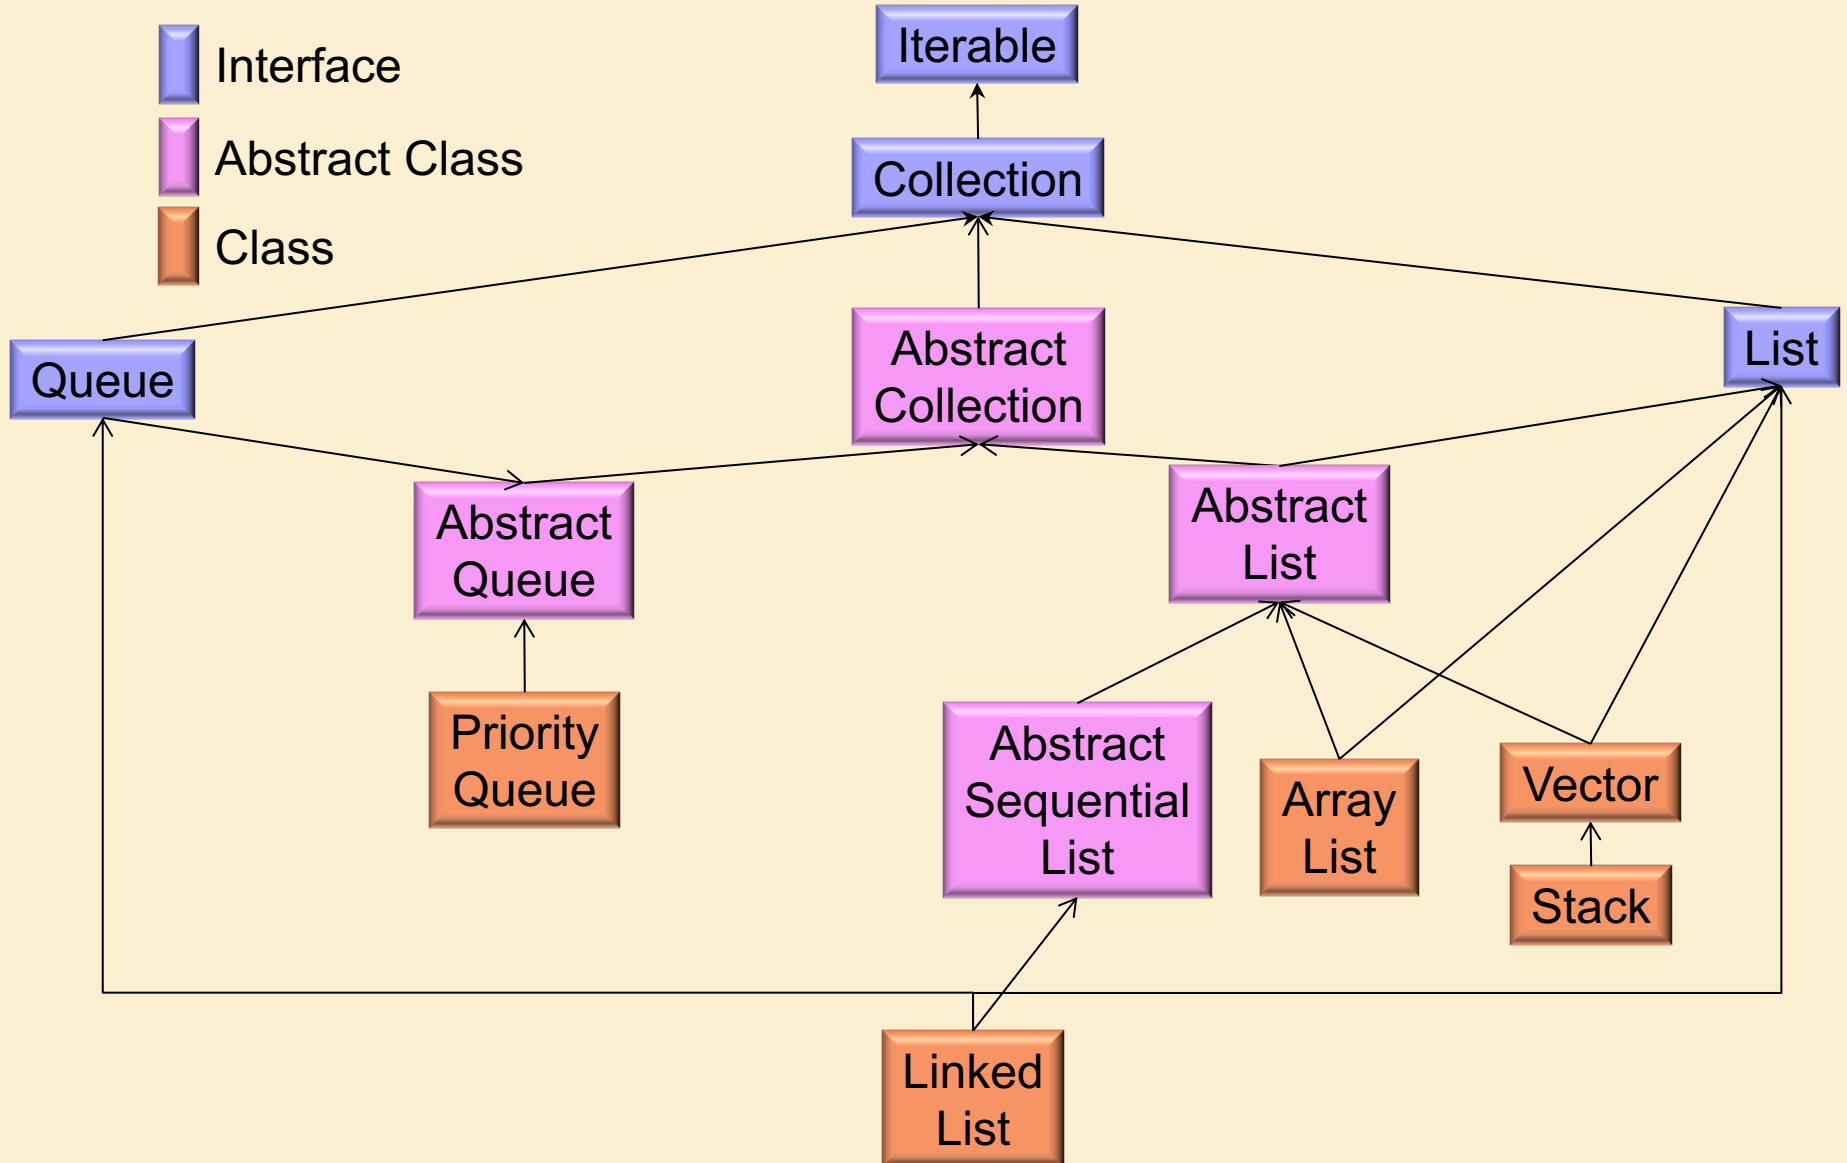 Interface
Abstract Class
Class
Iterable
Collection
Queue
Abstract
Collection
List
Abstract
Queue
Abstract
List
Priority
Queue
Abstract
Sequential
List
Array
List
Vector
Stack
Linked
List